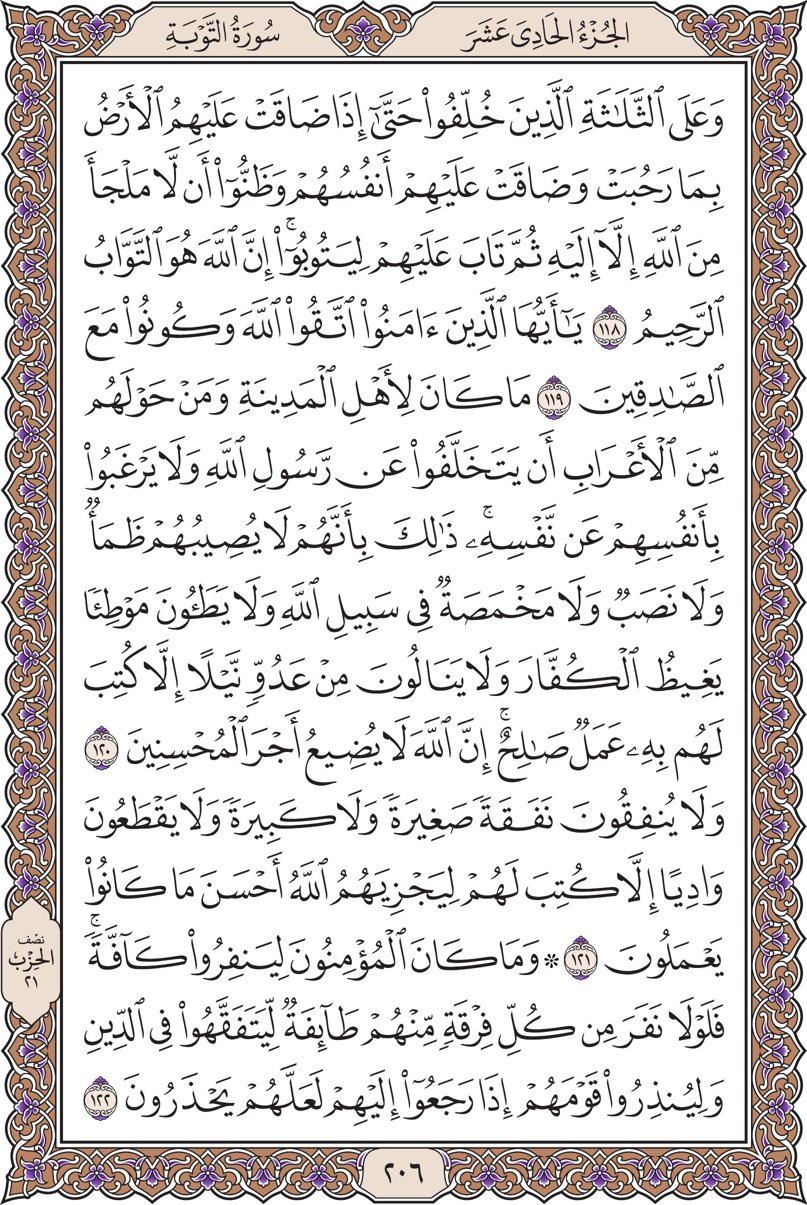 الجُزْءُ الحَادِىَ عَشَرَ
سُورَةُ التَّوْبَةِ
وَعَلَى ٱلثَّلَٰثَةِ ٱلَّذِينَ خُلِّفُوا۟ حَتَّىٰٓ إِذَا ضَاقَتْ عَلَيْهِمُ ٱلْأَرْضُ
بِمَا رَحُبَتْ وَضَاقَتْ عَلَيْهِمْ أَنفُسُهُمْ وَظَنُّوٓا۟ أَن لَّا مَلْجَأَ
مِنَ ٱللَّهِ إِلَّآ إِلَيْهِ ثُمَّ تَابَ عَلَيْهِمْ لِيَتُوبُوٓا۟ ۚ إِنَّ ٱللَّهَ هُوَ ٱلتَّوَّابُ
ٱلرَّحِيمُ ١١٨ يَٰٓأَيُّهَا ٱلَّذِينَ ءَامَنُوا۟ ٱتَّقُوا۟ ٱللَّهَ وَكُونُوا۟ مَعَ
ٱلصَّٰدِقِينَ ١١٩ مَا كَانَ لِأَهْلِ ٱلْمَدِينَةِ وَمَنْ حَوْلَهُم
مِّنَ ٱلْأَعْرَابِ أَن يَتَخَلَّفُوا۟ عَن رَّسُولِ ٱللَّهِ وَلَا يَرْغَبُوا۟
بِأَنفُسِهِمْ عَن نَّفْسِهِۦ ۚ ذَٰلِكَ بِأَنَّهُمْ لَا يُصِيبُهُمْ ظَمَأٌ
وَلَا نَصَبٌ وَلَا مَخْمَصَةٌ فِى سَبِيلِ ٱللَّهِ وَلَا يَطَـُٔونَ مَوْطِئًا
يَغِيظُ ٱلْكُفَّارَ وَلَا يَنَالُونَ مِنْ عَدُوٍّ نَّيْلًا إِلَّا كُتِبَ
لَهُم بِهِۦ عَمَلٌ صَٰلِحٌ ۚ إِنَّ ٱللَّهَ لَا يُضِيعُ أَجْرَ ٱلْمُحْسِنِينَ ١٢٠
وَلَا يُنفِقُونَ نَفَقَةً صَغِيرَةً وَلَا كَبِيرَةً وَلَا يَقْطَعُونَ
وَادِيًا إِلَّا كُتِبَ لَهُمْ لِيَجْزِيَهُمُ ٱللَّهُ أَحْسَنَ مَا كَانُوا۟
يَعْمَلُونَ ١٢١ * وَمَا كَانَ ٱلْمُؤْمِنُونَ لِيَنفِرُوا۟ كَآفَّةً ۚ
فَلَوْلَا نَفَرَ مِن كُلِّ فِرْقَةٍ مِّنْهُمْ طَآئِفَةٌ لِّيَتَفَقَّهُوا۟ فِى ٱلدِّينِ
وَلِيُنذِرُوا۟ قَوْمَهُمْ إِذَا رَجَعُوٓا۟ إِلَيْهِمْ لَعَلَّهُمْ يَحْذَرُونَ ١٢٢
نصْف
الحِزْب
٢١
٢٠٦